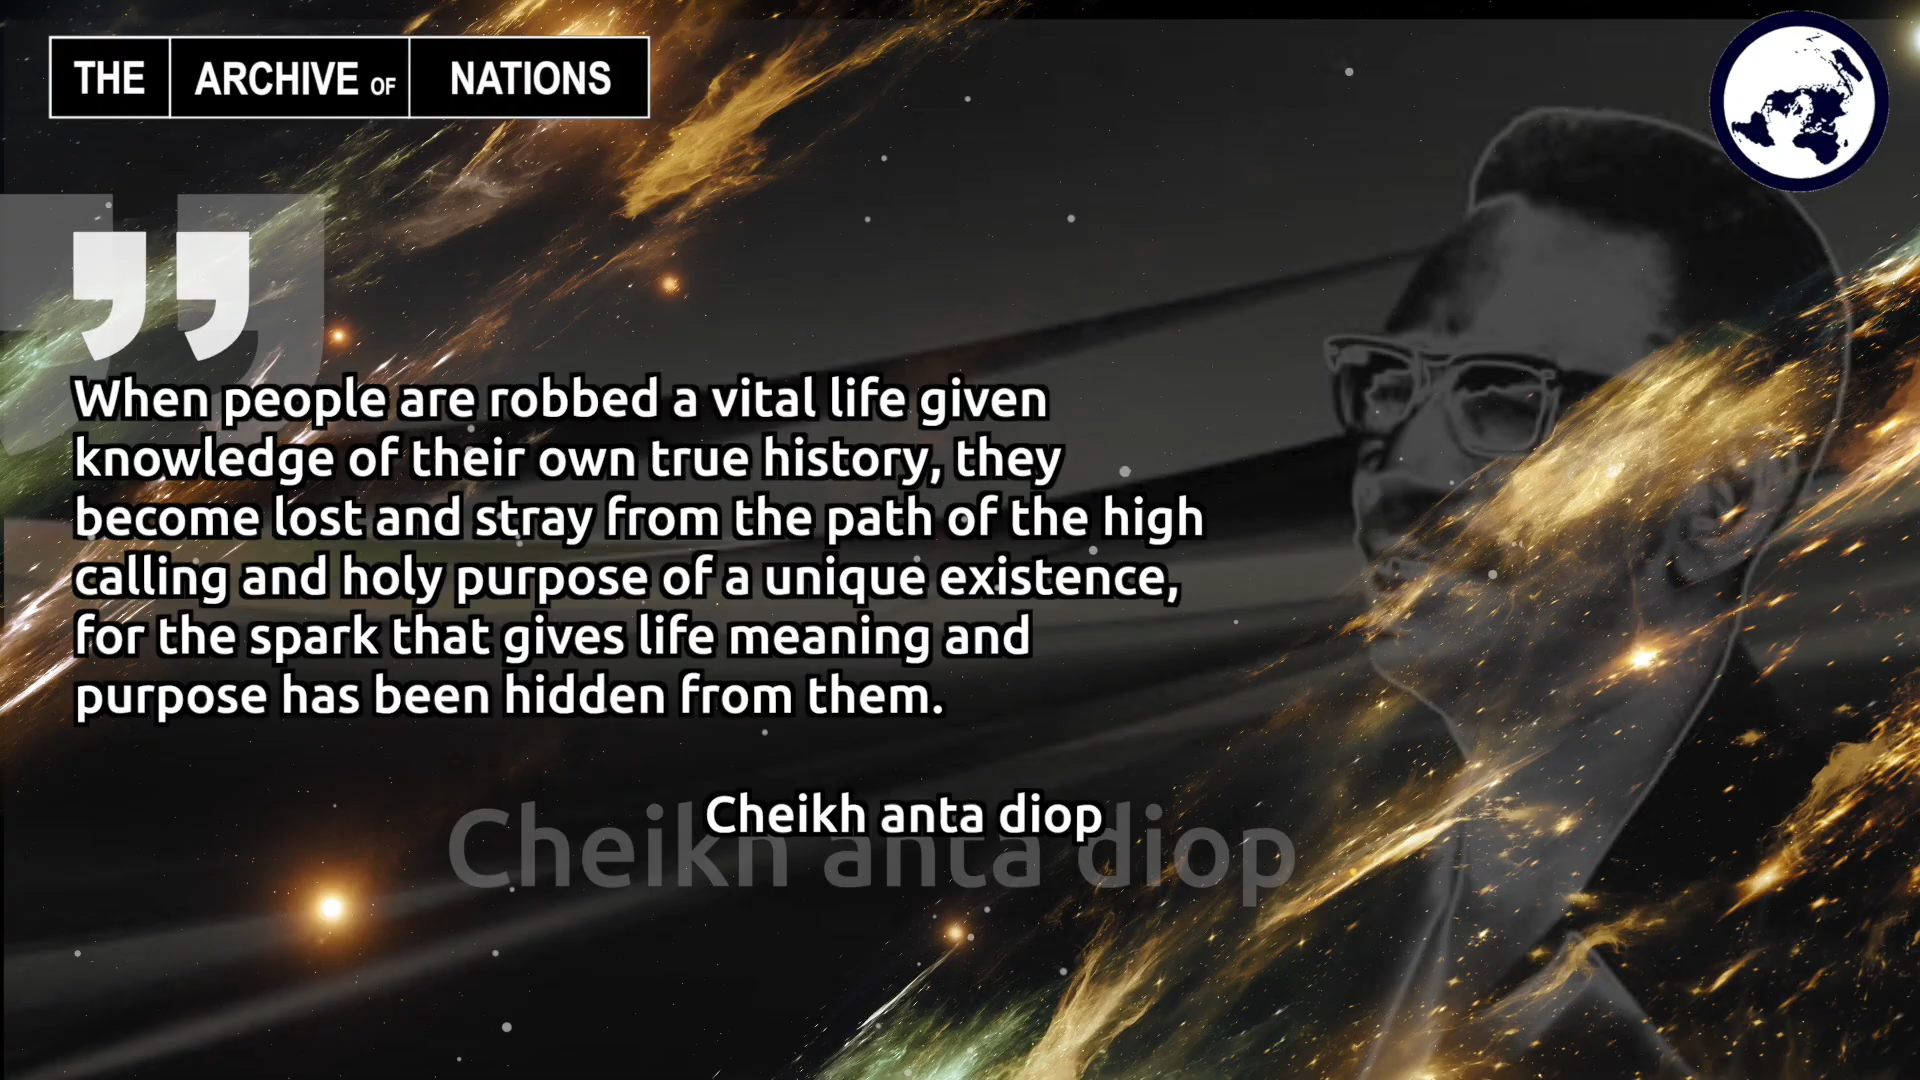 THE ARCHIVE OF NATIONS
”
When people are robbed a vital life given
knowledge of their own true history, they
become lost and stray from the path of the high
calling and holy purpose of a unique existence,
for the spark that gives life meaning and
purpose has been hidden from them.
Cheikh anta diop
Cheikh anta diop